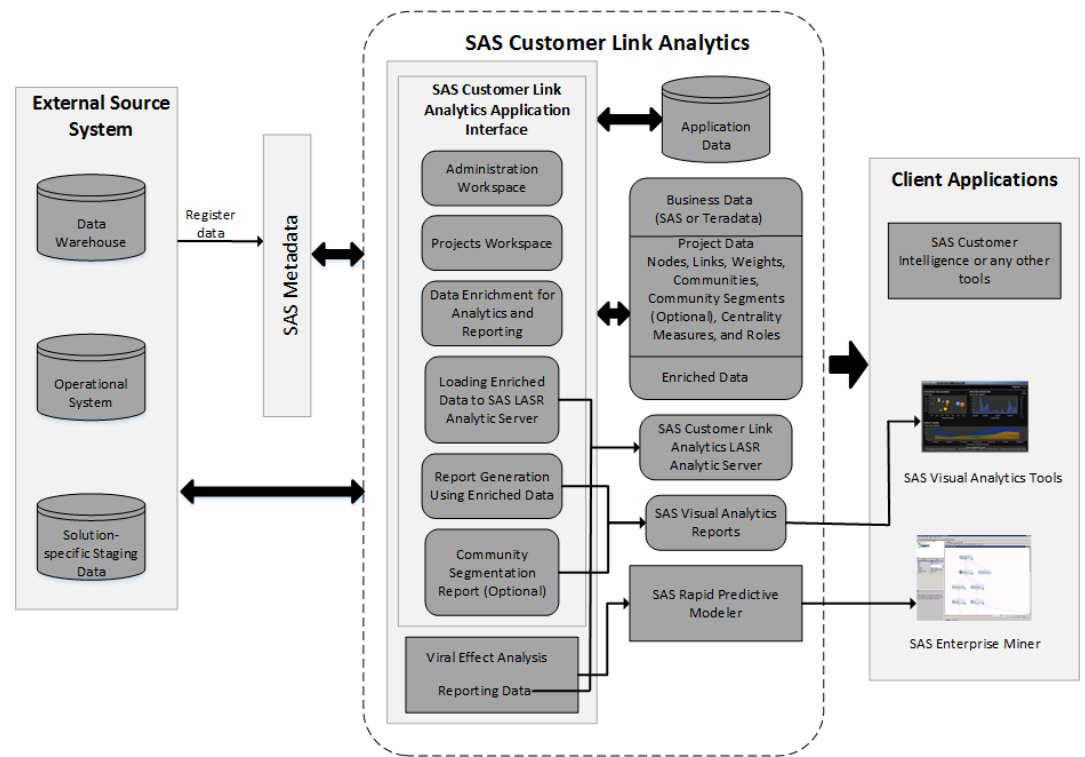 SAS Customer Link Analytics
External Source
System
Data
Warehouse
Operational
System
Solution-
specific Staging
Data
Register
data
SAS Metadata
SAS Customer Link
Analytics Application
Interface
Administration
Workspace
Projects Workspace
Data Enrichment for
Analytics and
Reporting
Loading Enriched
Data to SAS LASR
Analytic Server
Report Generation
Using Enriched Data
Community
Segmentation
Report (Optional)
Viral Effect Analysis
Reporting Data
Application
Data
Business Data
(SAS or Teradata)
Project Data
Nodes, Links, Weights,
Communities,
Community Segments
(Optional), Centrality
Measures, and Roles
Enriched Data
SAS Customer Link
Analytics LASR
Analytic Server
SAS Visual Analytics
Reports
SAS Rapid Predictive
Modeler
Client Applications
SAS Customer
Intelligence or any other
tools
SAS Visual Analytics Tools
SAS Enterprise Miner